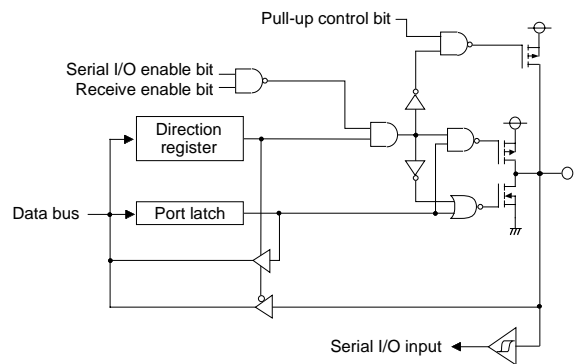 Pull-up control bit
Serial I/O enable bit
Receive enable bit
Direction
register
Data bus
Port latch
Serial I/O input